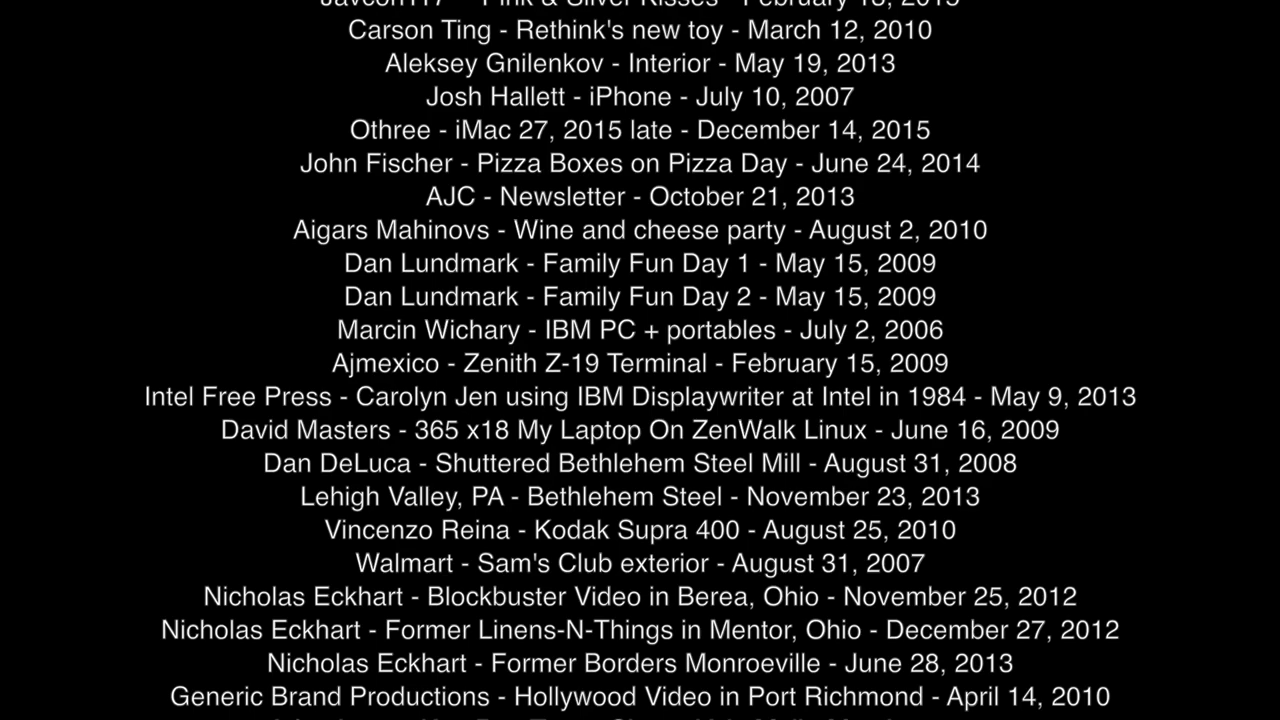 Carson Ting - Rethink's new toy - March 12, 2010
Aleksey Gnilenkov - Interior - May 19, 2013
Josh Hallett - iPhone - July 10, 2007
Othree - iMac 27, 2015 late - December 14, 2015
John Fischer - Pizza Boxes on Pizza Day - June 24, 2014
AJC - Newsletter - October 21, 2013
Aigars Mahinovs - Wine and cheese party - August 2, 2010
Dan Lundmark - Family Fun Day 1 - May 15, 2009
Dan Lundmark - Family Fun Day 2 - May 15, 2009
Marcin Wichary - IBM PC + portables - July 2, 2006
Ajmexico - Zenith Z-19 Terminal - February 15, 2009
Intel Free Press - Carolyn Jen using IBM Displaywriter at Intel in 1984 - May 9, 2013
David Masters - 365 x18 My Laptop On ZenWalk Linux - June 16, 2009
Dan DeLuca - Shuttered Bethlehem Steel Mill - August 31, 2008
Lehigh Valley, PA - Bethlehem Steel - November 23, 2013
Vincenzo Reina - Kodak Supra 400 - August 25, 2010
Walmart - Sam's Club exterior - August 31, 2007
Nicholas Eckhart - Blockbuster Video in Berea, Ohio - November 25, 2012
Nicholas Eckhart - Former Linens-N-Things in Mentor, Ohio - December 27, 2012
Nicholas Eckhart - Former Borders Monroeville - June 28, 2013
Generic Brand Productions - Hollywood Video in Port Richmond - April 14, 2010